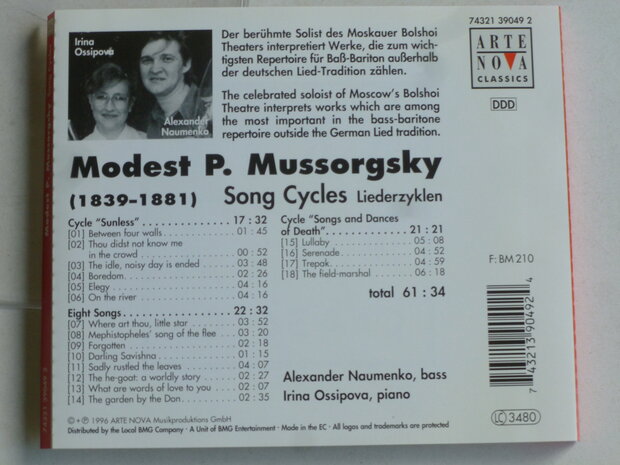 Irina
Ossipova
Alexander
Naumenko
Der berühmte Solist des Moskauer Bolshoi
Theaters interpretiert Werke, die zum wich-
tigsten Repertoire für Baß-Bariton außerhalb
der deutschen Lied-Tradition zählen.
The celebrated soloist of Moscow's Bolshoi
Theatre interprets works which are among
the most important in the bass-baritone
repertoire outside the German Lied tradition.
74321 39049 2
ARTE
NOVA
CLASSICS
DDD
Modest P. Mussorgsky
(1839-1881) Song Cycles Liederzyklen
Cycle "Sunless" . . . . . . . . . . . . . . 17 : 32
[01] Between four walls . . . . . . . . . . . 01 : 45
[02] Thou didst not know me
in the crowd . . . . . . . . . . . . . . 00 : 52
[03] The idle, noisy day is ended . . . . 03 : 48
[04] Boredom. . . . . . . . . . . . . . . . . 02 : 26
[05] Elegy . . . . . . . . . . . . . . . . . . 04 : 16
[06] On the river . . . . . . . . . . . . . . 04 : 16
Eight Songs. . . . . . . . . . . . . . . . 22 : 32
[07] Where art thou, little star . . . . . . 03 : 52
[08] Mephistopheles' song of the flee . . 03 : 20
[09] Forgotten . . . . . . . . . . . . . . . . 02 : 18
[10] Darling Savishna . . . . . . . . . . . . 01 : 15
[11] Sadly rustled the leaves . . . . . . . 04 : 07
[12] The he-goat: a worldly story . . . . 02 : 27
[13] What are words of love to you . . . 02 : 07
[14] The garden by the Don. . . . . . . . 02 : 35
Cycle "Songs and Dances
of Death". . . . . . . . . . . . . . . . . 21 : 21
[15] Lullaby . . . . . . . . . . . . . . . . . 05 : 08
[16] Serenade . . . . . . . . . . . . . . . . 04 : 52
[17] Trepak. . . . . . . . . . . . . . . . . . 04 : 59
[18] The field-marshal . . . . . . . . . . . 06 : 18
total 61 : 34
F: BM 210
7 43213 90492 4
Alexander Naumenko, bass
Irina Ossipova, piano
LC 3480
© + ℗ 1996 ARTE NOVA Musikproduktions GmbH
Distributed by the Local BMG Company · A Unit of BMG Entertainment · Made in the EC · All logos and trademarks are protected